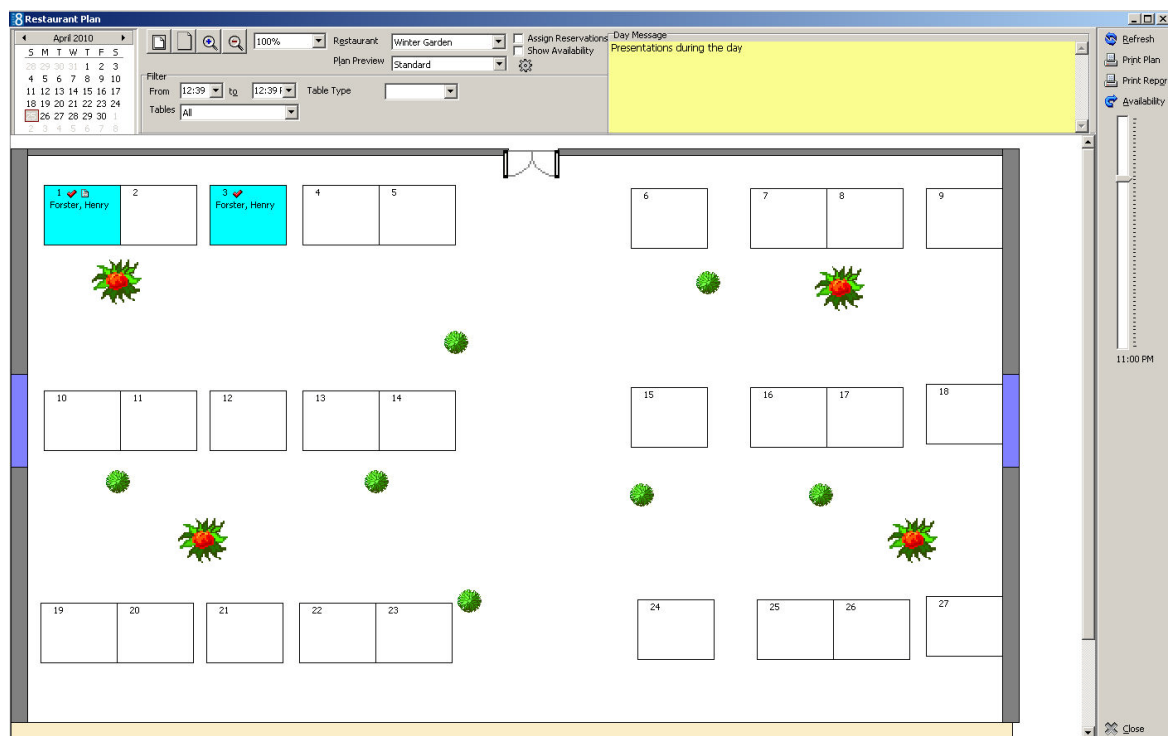 Restaurant Plan
April 2010
S M T W T F S
28 29 30 31 1 2 3
4 5 6 7 8 9 10
11 12 13 14 15 16 17
18 19 20 21 22 23 24
26 27 28 29 30 1
2 3 4 5 6 7 8
100%
Restaurant
Winter Garden
Plan Preview
Standard
Assign Reservations
Show Availability
Day Message
Presentations during the day
Filter
From 12:39 to 12:39 Table Type
Tables All
Refresh
Print Plan
Print Repor
Availability
11:00 PM
1 2 3 4 5 6 7 8 9
Forster, Henry Forster, Henry
10 11 12 13 14 15 16 17 18
19 20 21 22 23 24 25 26 27
Close